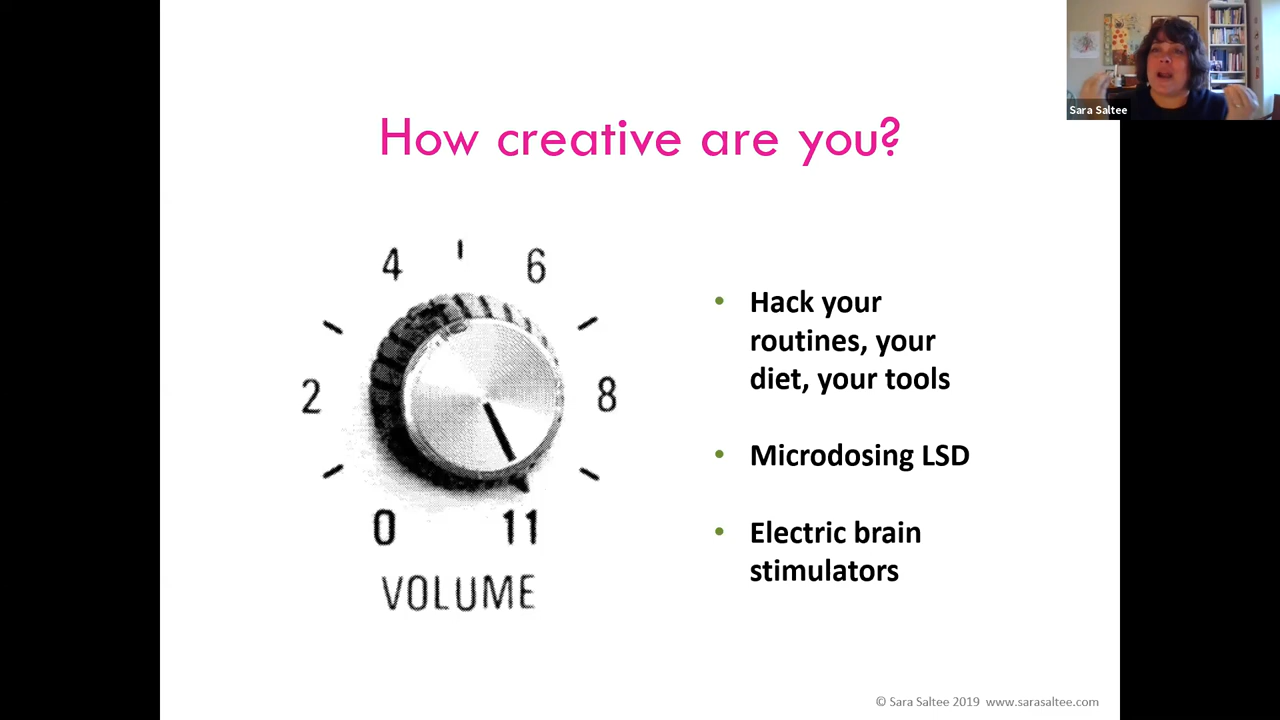 Sara Saltee
How creative are you?
4
6
2
8
0
11
VOLUME
• Hack your
routines, your
diet, your tools
• Microdosing LSD
• Electric brain
stimulators
© Sara Saltee 2019 www.sarasaltee.com